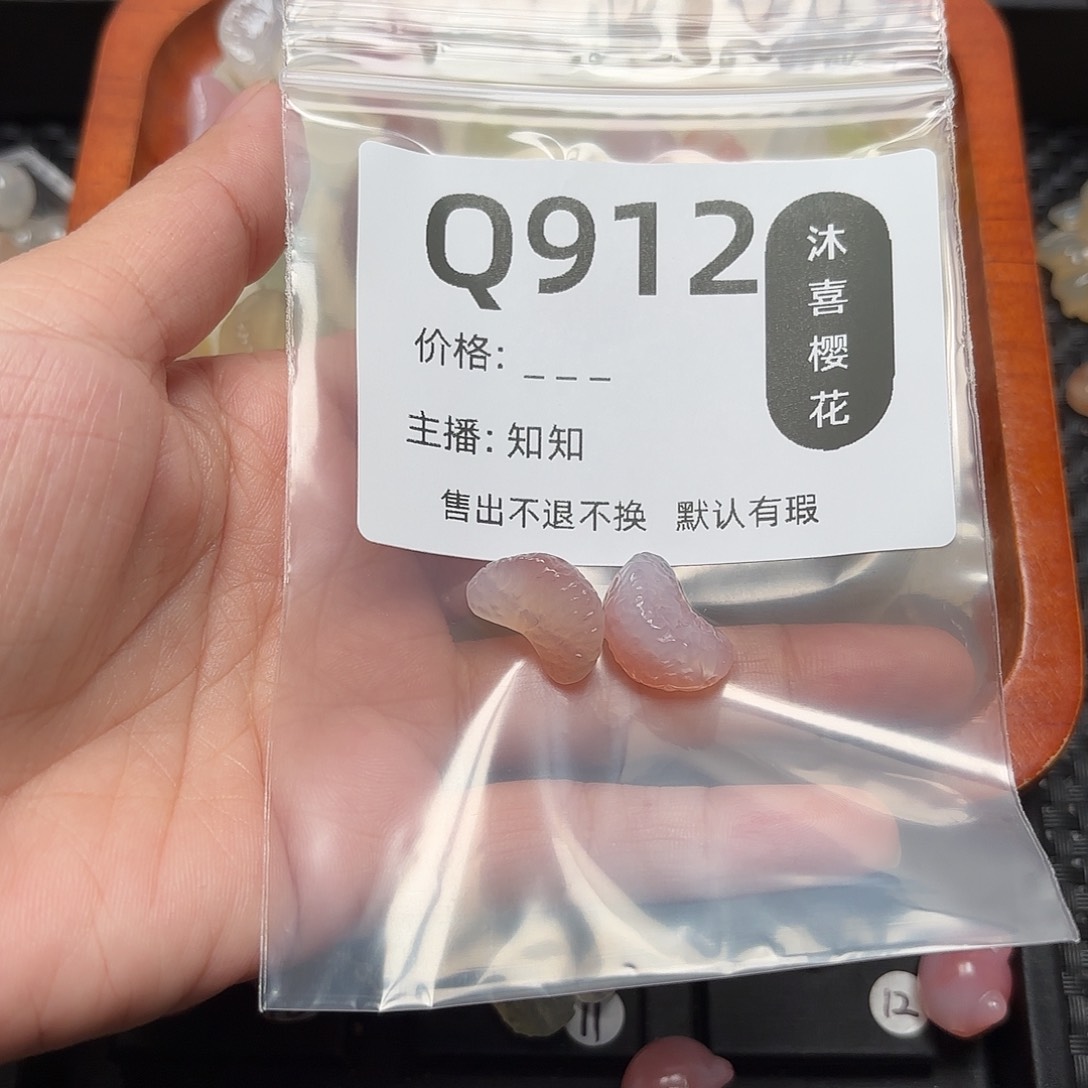 Q912
沐喜樱花
价格: _ _ _
主播: 知知
售出不退不换 默认有瑕
11
12